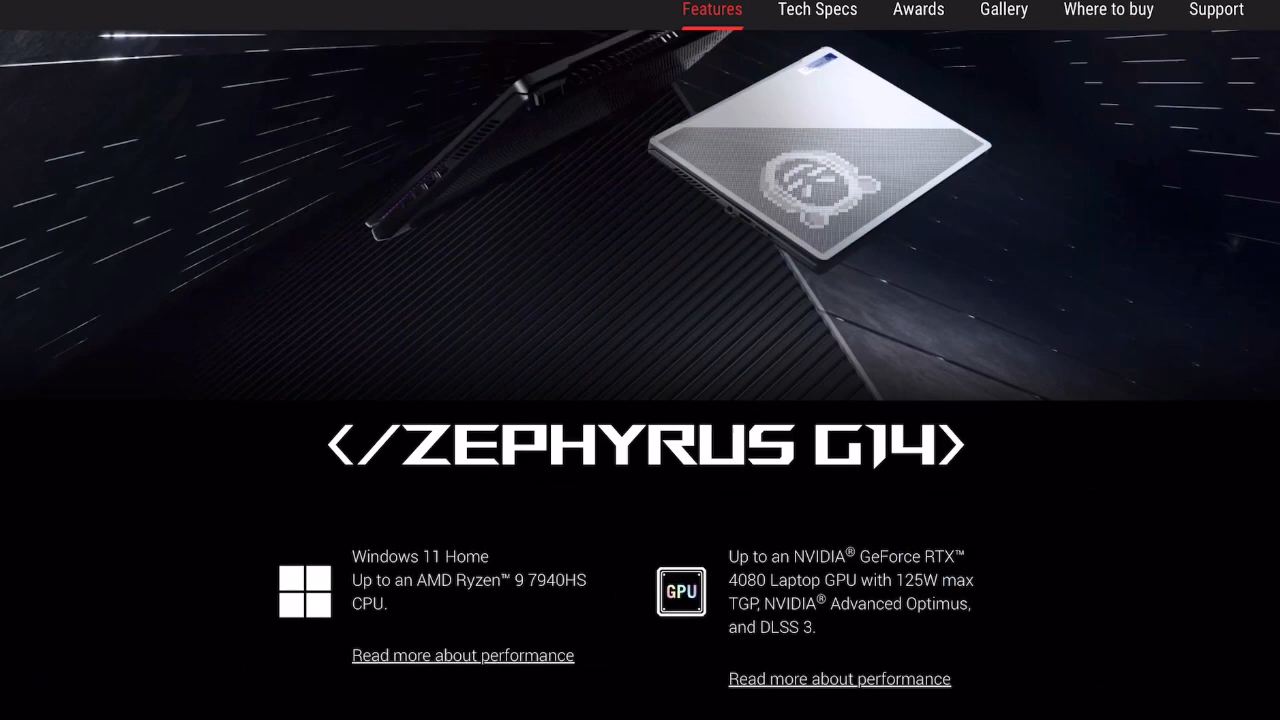 Features Tech Specs Awards Gallery Where to buy Support
</ZEPHYRUS G14>
Windows 11 Home
Up to an AMD Ryzen™ 9 7940HS
CPU.
Read more about performance
GPU
Up to an NVIDIA® GeForce RTX™
4080 Laptop GPU with 125W max
TGP, NVIDIA® Advanced Optimus,
and DLSS 3.
Read more about performance